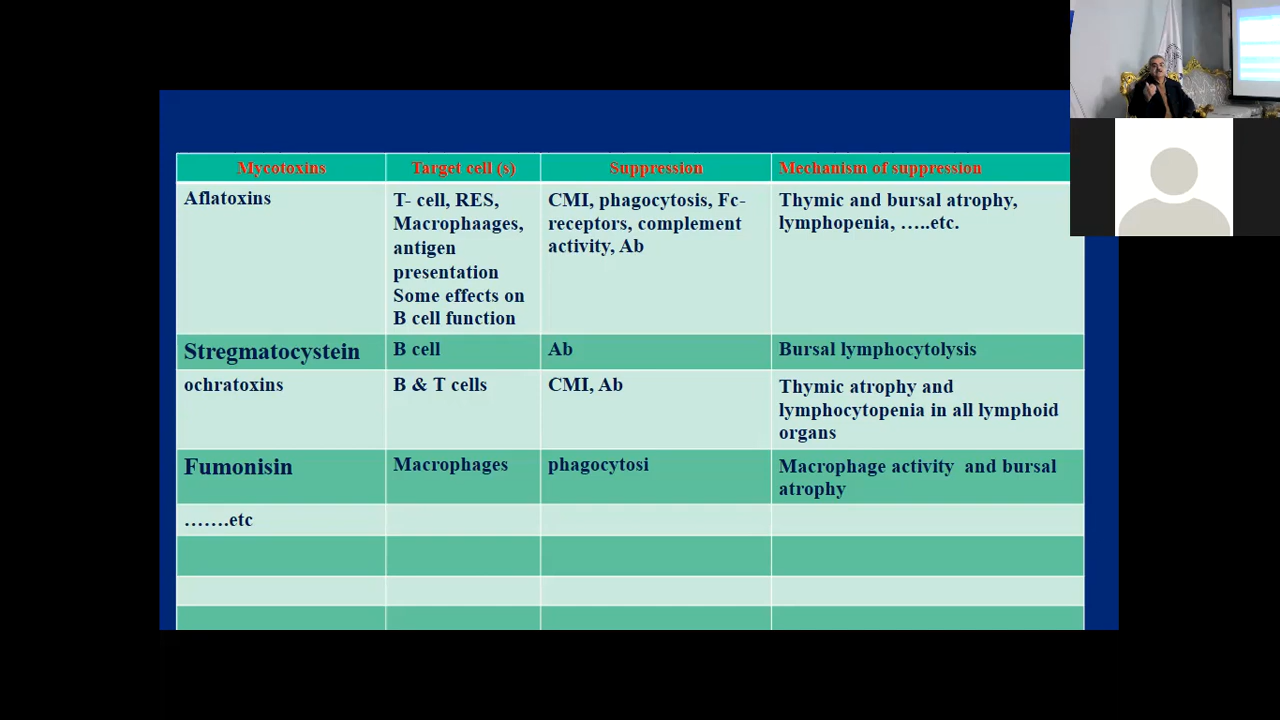 Mycotoxins Target cell (s) Suppression Mechanism of suppression
Aflatoxins
T- cell, RES,
Macrophaages,
antigen
presentation
Some effects on
B cell function
CMI, phagocytosis, Fc-
receptors, complement
activity, Ab
Thymic and bursal atrophy,
lymphopenia, …..etc.
Stregmatocystein B cell Ab Bursal lymphocytolysis
ochratoxins B & T cells CMI, Ab
Thymic atrophy and
lymphocytopenia in all lymphoid
organs
Fumonisin Macrophages phagocytosi
Macrophage activity and bursal
atrophy
…….etc